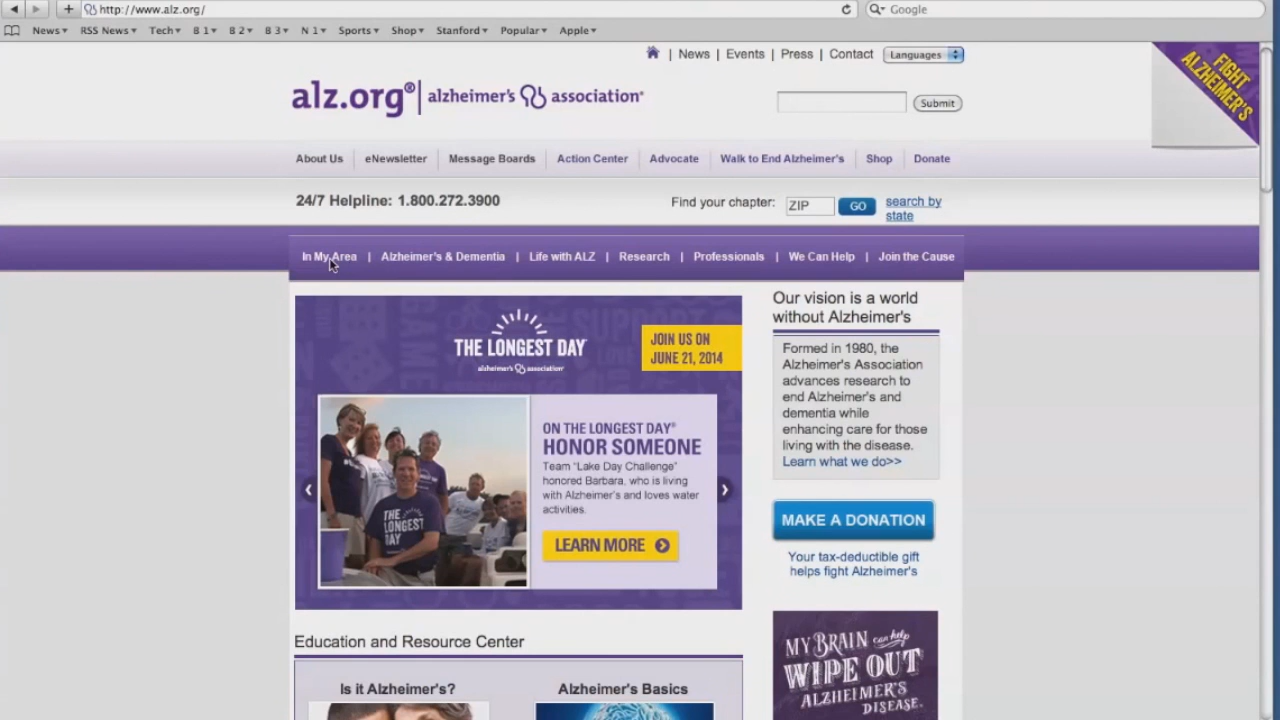 http://www.alz.org/
Google
News RSS News Tech B 1 B 2 B 3 N 1 Sports Shop Stanford Popular Apple
| News | Events | Press | Contact Languages
FIGHT
ALZHEIMER'S
alz.org® | alzheimer's association®
Submit
About Us eNewsletter Message Boards Action Center Advocate Walk to End Alzheimer's Shop Donate
24/7 Helpline: 1.800.272.3900
Find your chapter: ZIP GO search by
state
In My Area | Alzheimer's & Dementia | Life with ALZ | Research | Professionals | We Can Help | Join the Cause
THE LONGEST DAY
alzheimer's association
JOIN US ON
JUNE 21, 2014
THE
LONGEST
DAY
ON THE LONGEST DAY®
HONOR SOMEONE
Team "Lake Day Challenge"
honored Barbara, who is living
with Alzheimer's and loves water
activities.
LEARN MORE
Our vision is a world
without Alzheimer's
Formed in 1980, the
Alzheimer's Association
advances research to
end Alzheimer's and
dementia while
enhancing care for those
living with the disease.
Learn what we do>>
MAKE A DONATION
Your tax-deductible gift
helps fight Alzheimer's
MY BRAIN can help
WIPE OUT
ALZHEIMER'S
DISEASE.
Education and Resource Center
Is it Alzheimer's?
Alzheimer's Basics